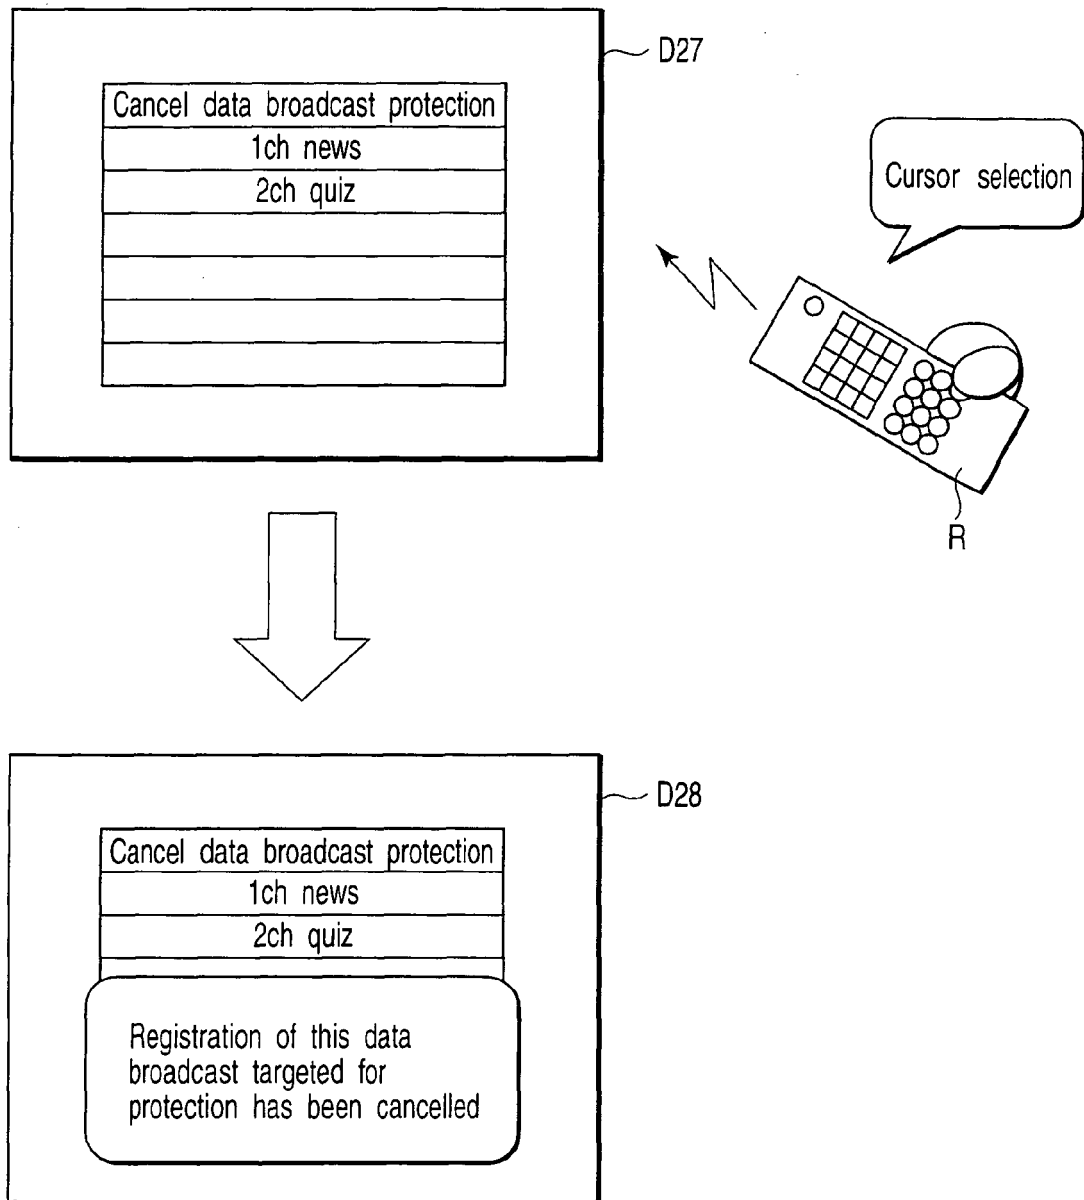 D27
Cancel data broadcast protection
1ch news
2ch quiz
Cursor selection
R
D28
Cancel data broadcast protection
1ch news
2ch quiz
Registration of this data
broadcast targeted for
protection has been cancelled